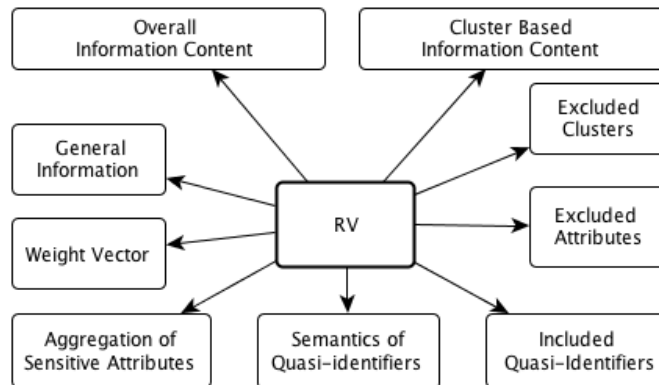 Overall
Information Content
Cluster Based
Information Content
Excluded
Clusters
General
Information
RV
Excluded
Attributes
Weight Vector
Aggregation of
Sensitive Attributes
Semantics of
Quasi-identifiers
Included
Quasi-Identifiers